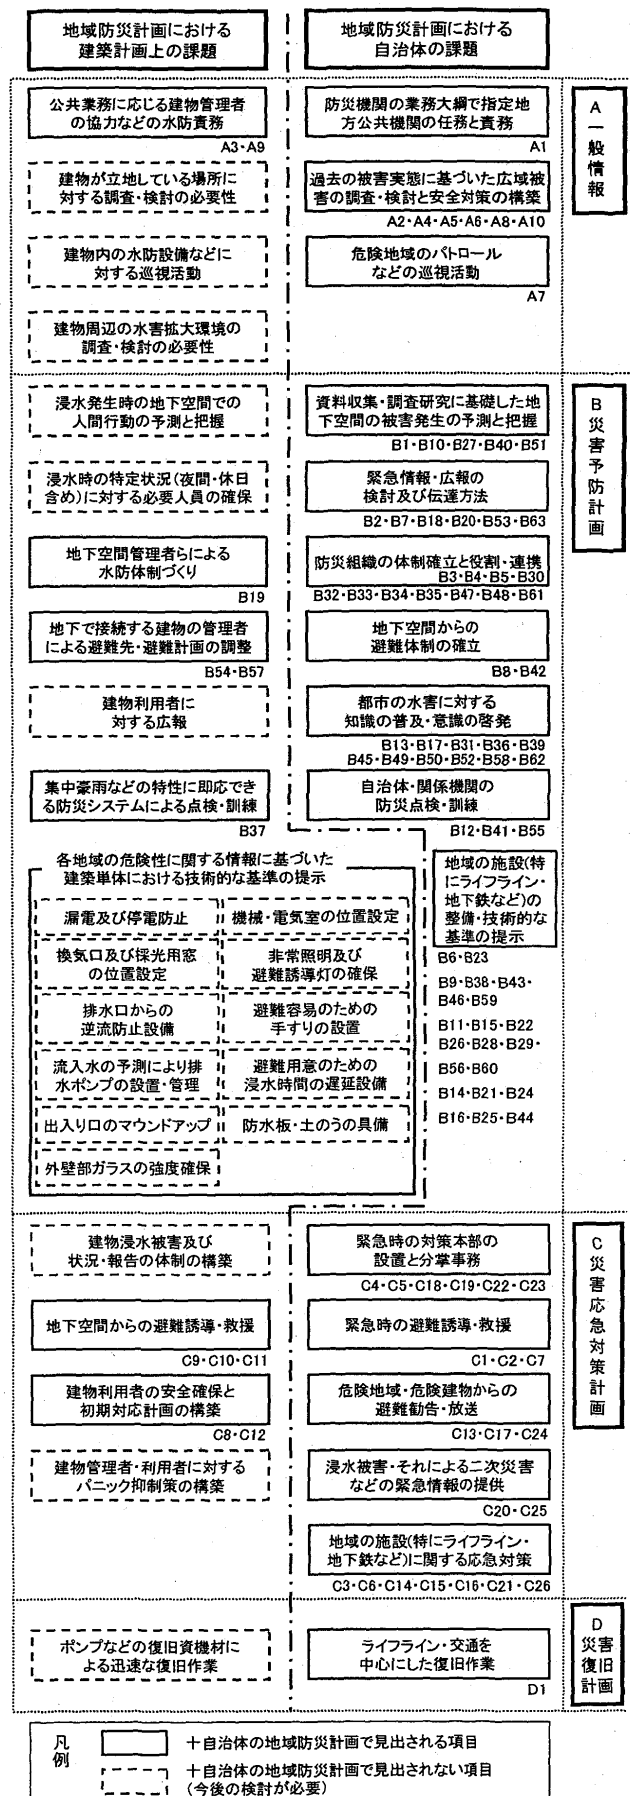 地域防災計画における
建築計画上の課題
地域防災計画における
自治体の課題
A
一般情報
公共業務に応じる建物管理者
の協力などの水防責務
A3・A9
防災機関の業務大綱で指定地
方公共機関の任務と責務
A1
建物が立地している場所に
対する調査・検討の必要性
過去の被害実態に基づいた広域被
害の調査・検討と安全対策の構築
A2・A4・A5・A6・A8・A10
建物内の水防設備などに
対する巡視活動
危険地域のパトロール
などの巡視活動
A7
建物周辺の水害拡大環境の
調査・検討の必要性
B
災害予防計画
浸水発生時の地下空間での
人間行動の予測と把握
資料収集・調査研究に基礎した地
下空間の被害発生の予測と把握
B1・B10・B27・B40・B51
浸水時の特定状況(夜間・休日
含め)に対する必要人員の確保
緊急情報・広報の
検討及び伝達方法
B2・B7・B18・B20・B53・B63
地下空間管理者らによる
水防体制づくり
B19
防災組織の体制確立と役割・連携
B3・B4・B5・B30
B32・B33・B34・B35・B47・B48・B61
地下で接続する建物の管理者
による避難先・避難計画の調整
B54・B57
地下空間からの
避難体制の確立
B8・B42
建物利用者に
対する広報
都市の水害に対する
知識の普及・意識の啓発
B13・B17・B31・B36・B39
B45・B49・B50・B52・B58・B62
集中豪雨などの特性に即応でき
る防災システムによる点検・訓練
B37
自治体・関係機関の
防災点検・訓練
B12・B41・B55
各地域の危険性に関する情報に基づいた
建築単体における技術的な基準の提示
漏電及び停電防止
機械・電気室の位置設定
換気口及び採光用窓
の位置設定
非常照明及び
避難誘導灯の確保
排水口からの
逆流防止設備
避難容易のための
手すりの設置
流入水の予測により排
水ポンプの設置・管理
避難用意のための
浸水時間の遅延設備
出入り口のマウンドアップ
防水板・土のうの具備
外壁部ガラスの強度確保
地域の施設(特
にライフライン・
地下鉄など)の
整備・技術的な
基準の提示
B6・B23
B9・B38・B43・
B46・B59
B11・B15・B22
B26・B28・B29・
B56・B60
B14・B21・B24
B16・B25・B44
C
災害応急対策計画
建物浸水被害及び
状況・報告の体制の構築
緊急時の対策本部の
設置と分掌事務
C4・C5・C18・C19・C22・C23
地下空間からの避難誘導・救援
C9・C10・C11
緊急時の避難誘導・救援
C1・C2・C7
建物利用者の安全確保と
初期対応計画の構築
C8・C12
危険地域・危険建物からの
避難勧告・放送
C13・C17・C24
建物管理者・利用者に対する
パニック抑制策の構築
浸水被害・それによる二次災害
などの緊急情報の提供
C20・C25
地域の施設(特にライフライン・
地下鉄など)に関する応急対策
C3・C6・C14・C15・C16・C21・C26
D
災害
復旧
計画
ポンプなどの復旧資機材に
よる迅速な復旧作業
ライフライン・交通を
中心にした復旧作業
D1
凡例
十自治体の地域防災計画で見出される項目
十自治体の地域防災計画で見出されない項目
(今後の検討が必要)